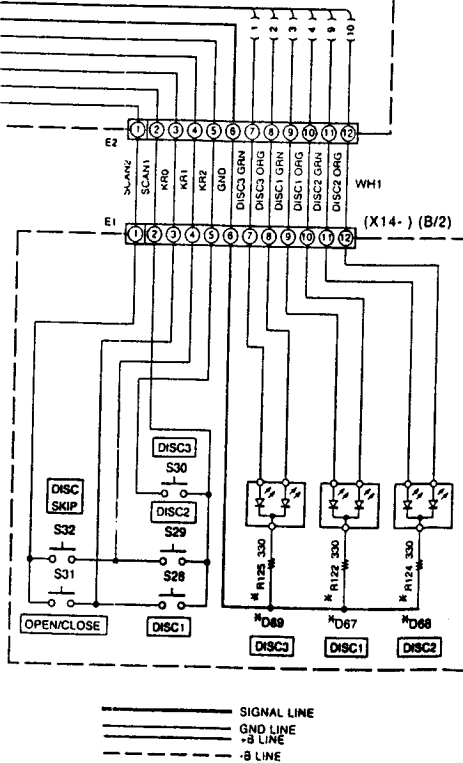 1 2 3 4 9 10
1 2 3 4 5 6 7 8 9 10 11 12
E2
SCAN2 SCAN1 KR0 KR1 KR2 GND DISC3 GRN DISC3 ORG DISC1 GRN DISC1 ORG DISC2 GRN DISC2 ORG
WH1
E1
(X14- ) (B/2)
1 2 3 4 5 6 7 8 9 10 11 12
DISC3
S30
DISC SKIP
DISC2
S32
S29
S31
S28
OPEN/CLOSE
DISC1
R125 330
R122 330
R124 330
*D69
*D67
*D68
DISC3
DISC1
DISC2
SIGNAL LINE
GND LINE
+B LINE
-B LINE